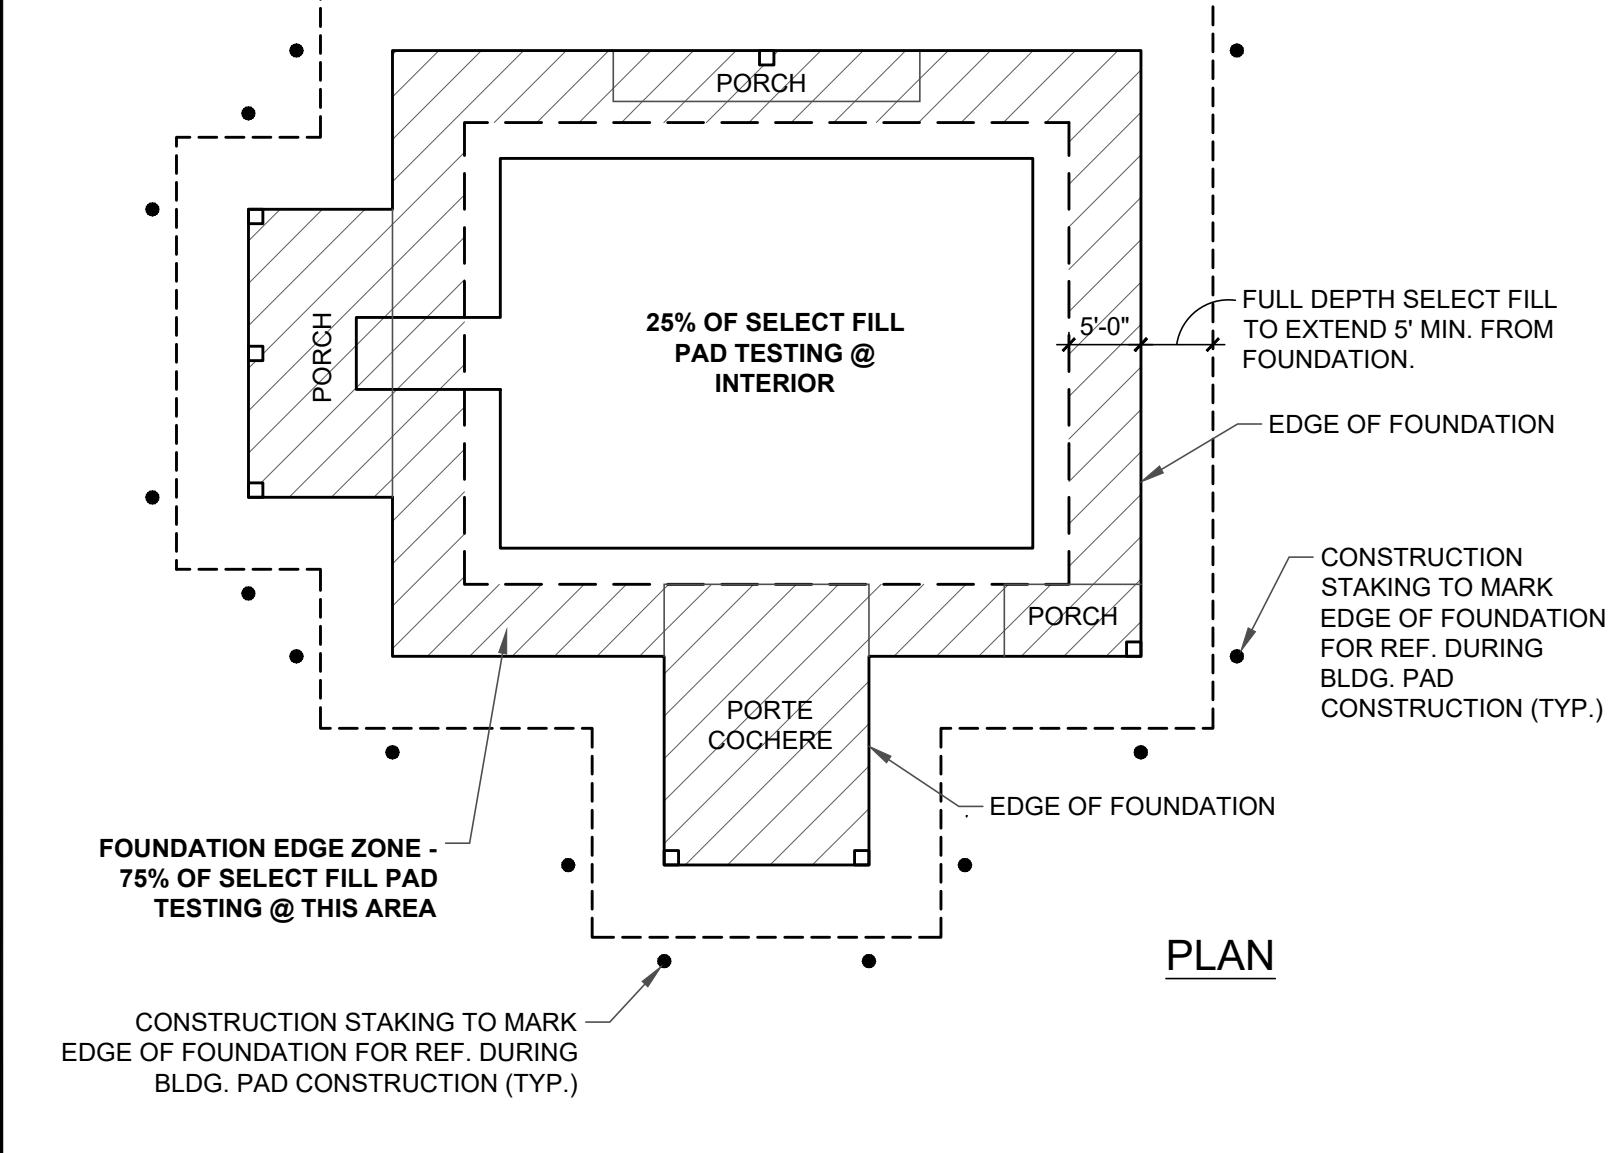 PORCH
PORCH
25% OF SELECT FILL
PAD TESTING @
INTERIOR
5'-0"
FULL DEPTH SELECT FILL
TO EXTEND 5' MIN. FROM
FOUNDATION.
EDGE OF FOUNDATION
CONSTRUCTION
STAKING TO MARK
EDGE OF FOUNDATION
FOR REF. DURING
BLDG. PAD
CONSTRUCTION (TYP.)
PORCH
PORTE
COCHERE
EDGE OF FOUNDATION
FOUNDATION EDGE ZONE -
75% OF SELECT FILL PAD
TESTING @ THIS AREA
PLAN
CONSTRUCTION STAKING TO MARK
EDGE OF FOUNDATION FOR REF. DURING
BLDG. PAD CONSTRUCTION (TYP.)